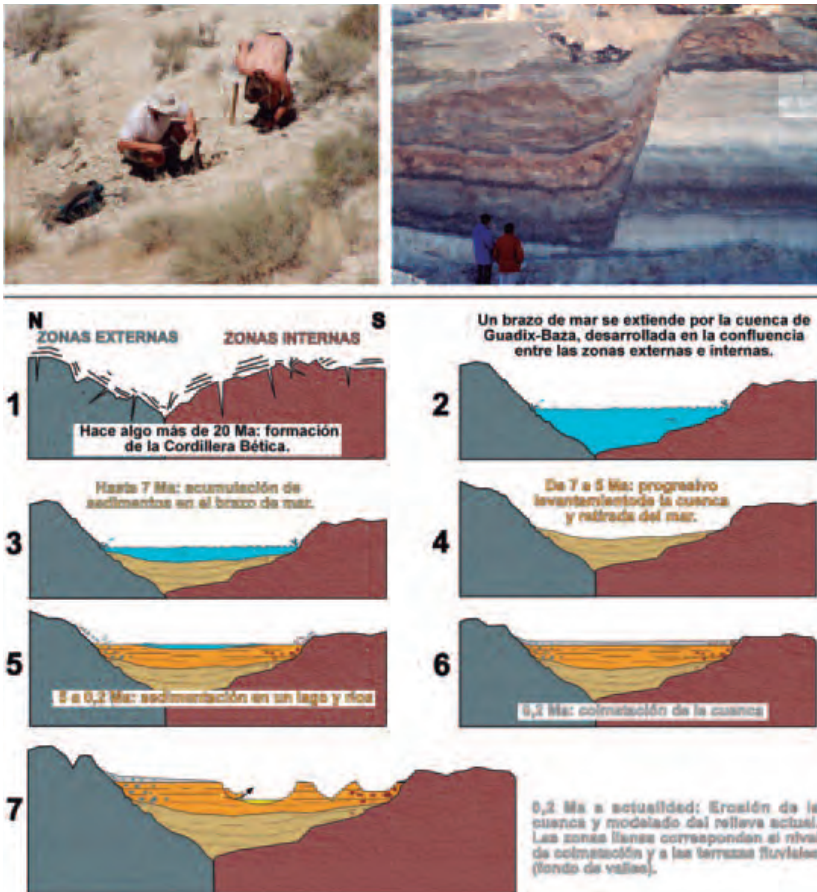 N
S
ZONAS EXTERNAS
ZONAS INTERNAS
1
Hace algo más de 20 Ma: formación
de la Cordillera Bética.
Un brazo de mar se extiende por la cuenca de
Guadix-Baza, desarrollada en la confluencia
entre las zonas externas e internas.
2
Hasta 7 Ma: acumulación de
sedimentos en el brazo de mar.
3
De 7 a 5 Ma: progresivo
levantamientode la cuenca
y retirada del mar.
4
5
5 a 0,2 Ma: sedimentación en un lago y ríos
6
0,2 Ma: colmatación de la cuenca
7
0,2 Ma a actualidad: Erosión de la
cuenca y modelado del relieve actual.
Las zonas llanas corresponden al nivel
de colmatación y a las terrazas fluviales
(fondo de valles).